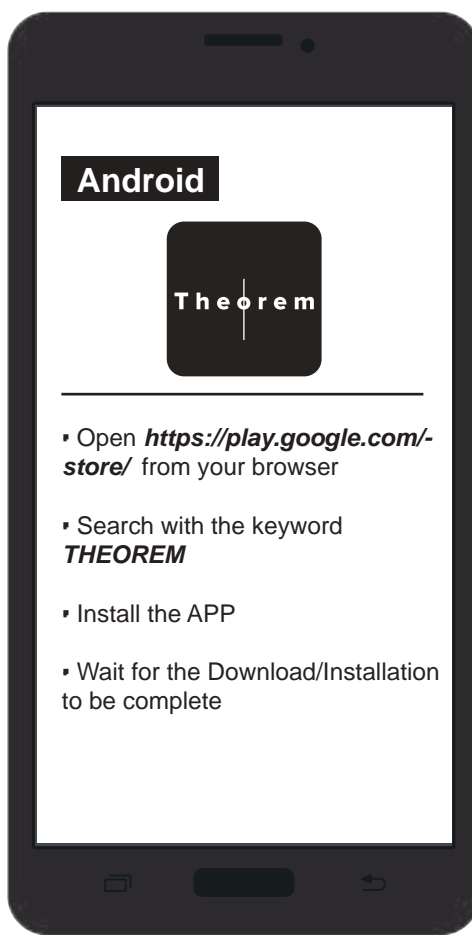 Android
Theorem
• Open https://play.google.com/-
store/ from your browser
• Search with the keyword
THEOREM
• Install the APP
• Wait for the Download/Installation
to be complete